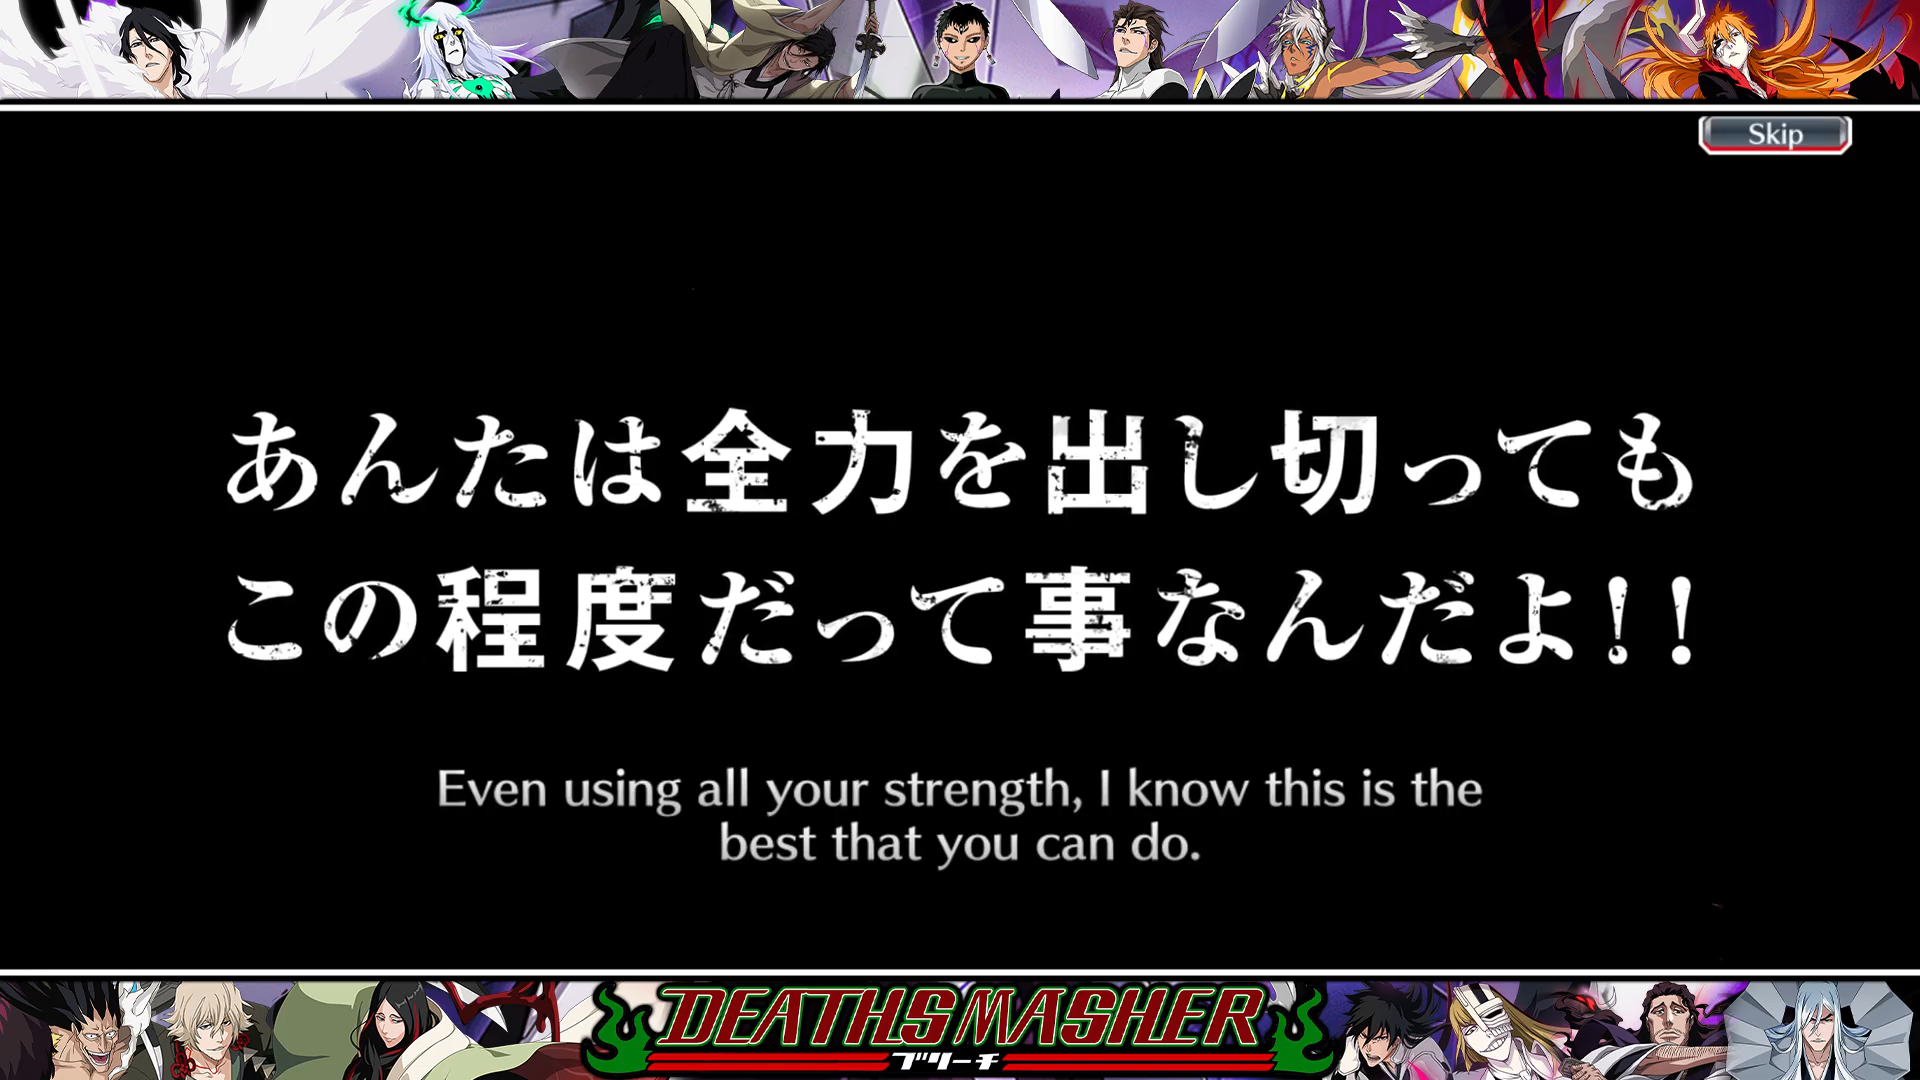 Skip
あんたは全力を出し切っても
この程度だって事なんだよ!!
Even using all your strength, I know this is the
best that you can do.
DEATHSMASHER
ブリーチ